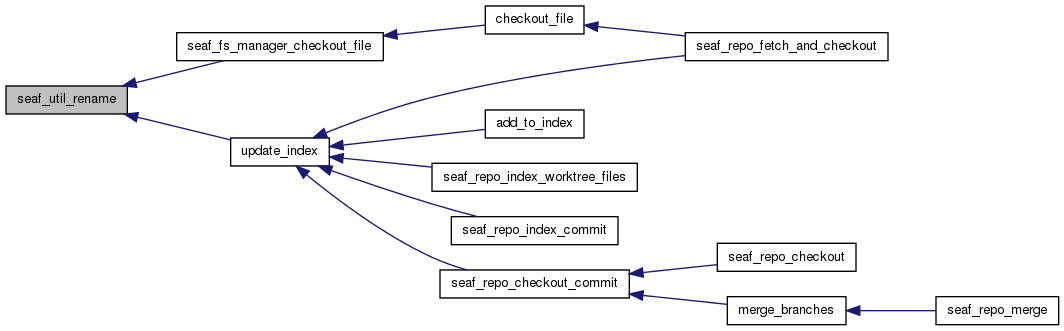 checkout_file
seaf_fs_manager_checkout_file
seaf_repo_fetch_and_checkout
seaf_util_rename
add_to_index
update_index
seaf_repo_index_worktree_files
seaf_repo_index_commit
seaf_repo_checkout
seaf_repo_checkout_commit
merge_branches
seaf_repo_merge